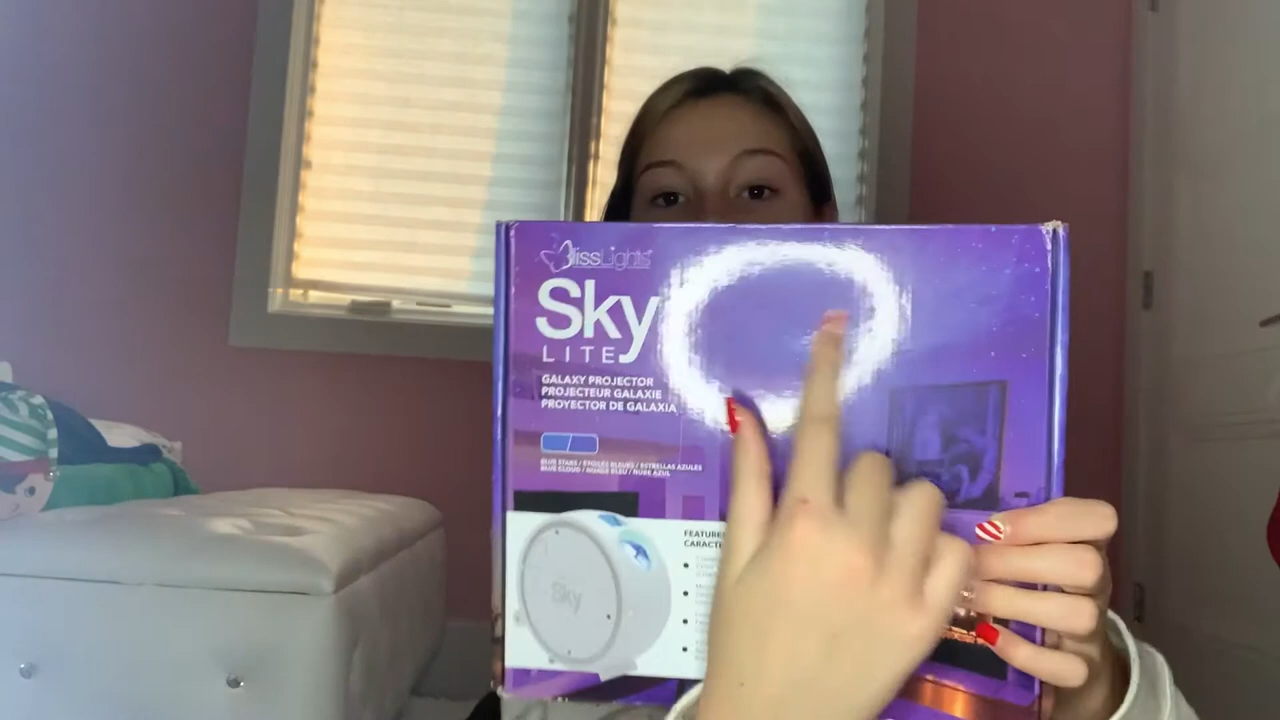 BlissLights
Sky
LITE
GALAXY PROJECTOR
PROJECTEUR GALAXIE
PROYECTOR DE GALAXIA
BLUE STARS / ÉTOILES BLEUES / ESTRELLAS AZULES
BLUE CLOUD / NUAGE BLEU / NUBE AZUL
FEATURE
CARACTE
Sky